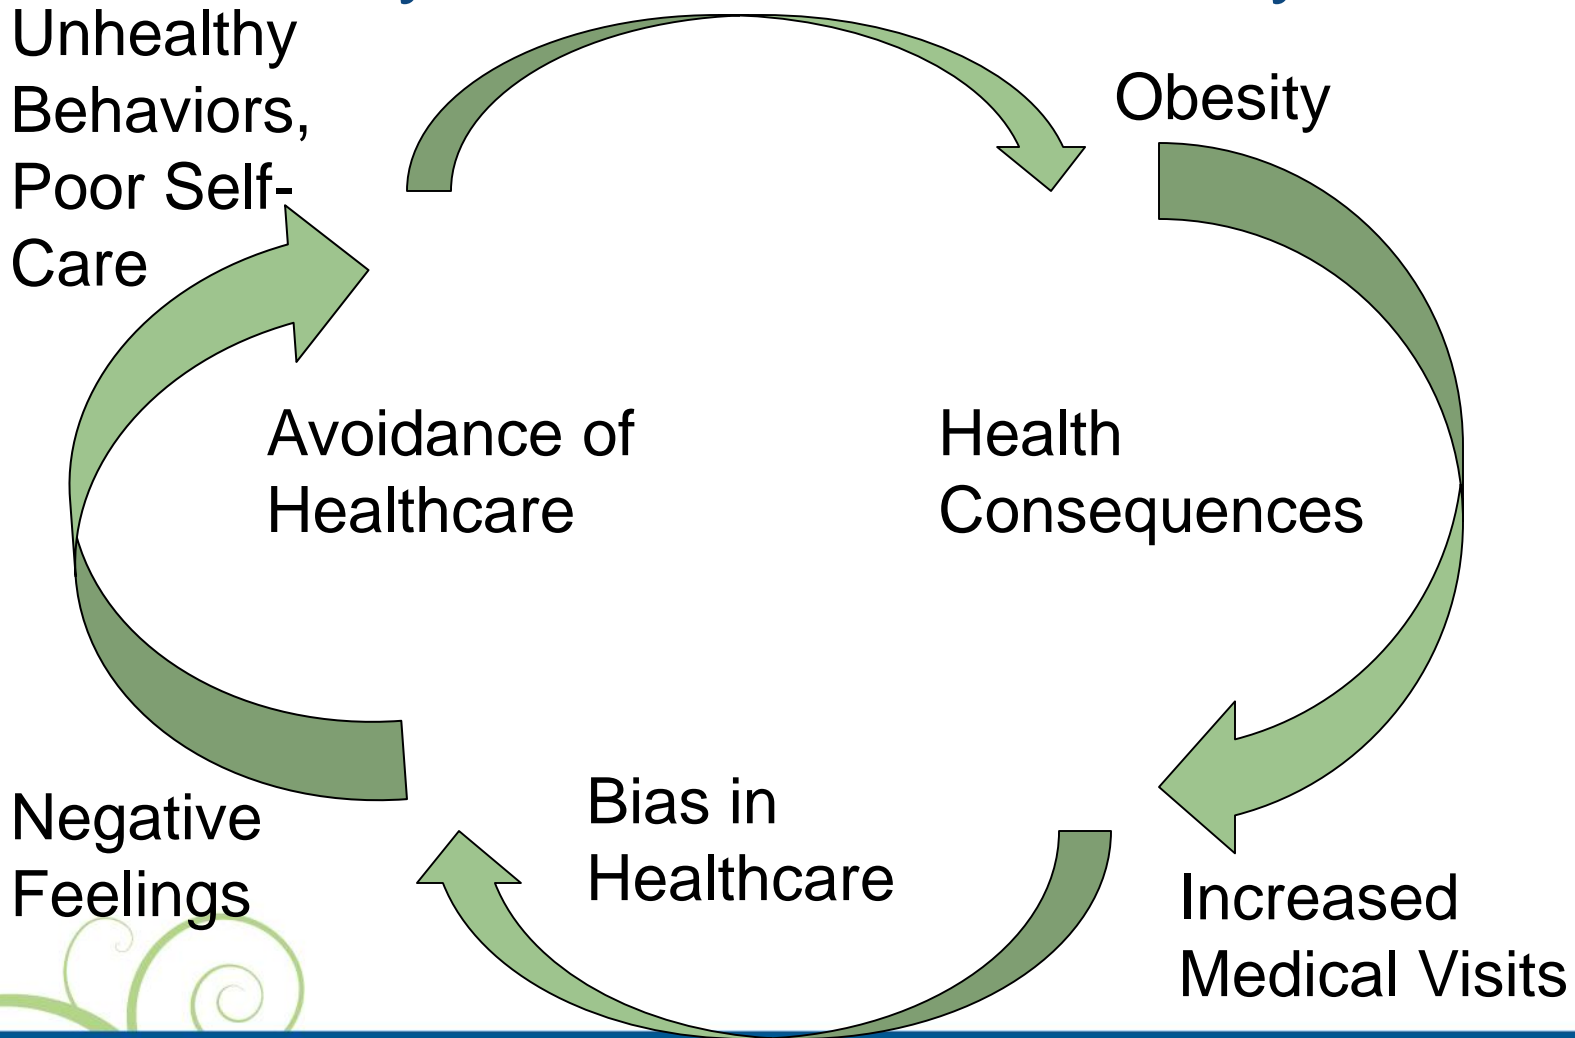 Unhealthy
Behaviors,
Poor Self-
Care
Obesity
Avoidance of
Healthcare
Health
Consequences
Negative
Feelings
Bias in
Healthcare
Increased
Medical Visits